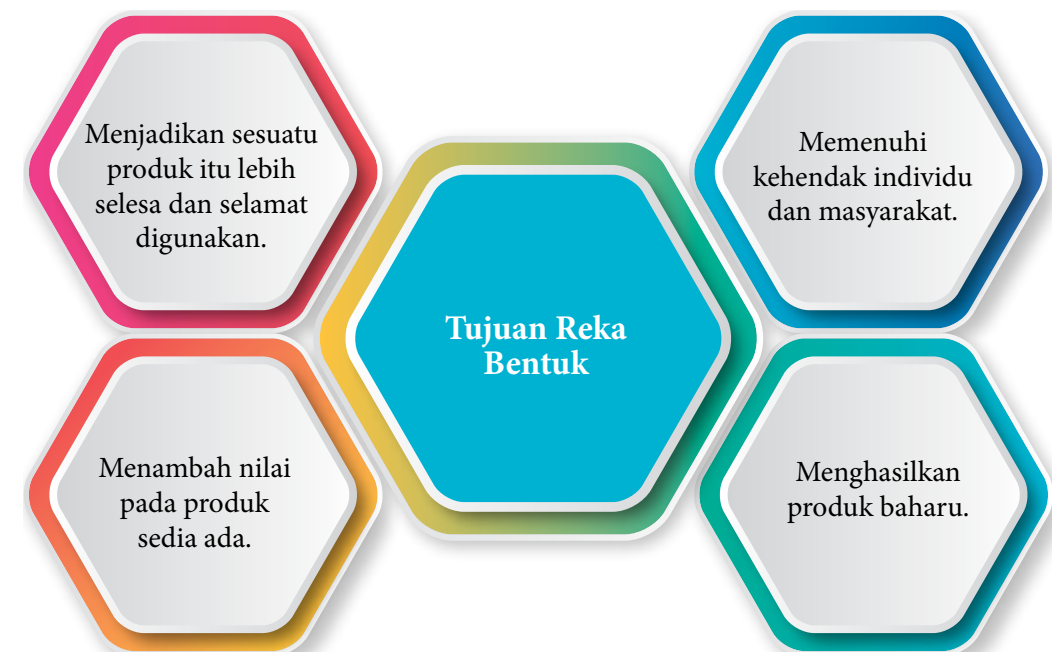 Menjadikan sesuatu
produk itu lebih
selesa dan selamat
digunakan.
Memenuhi
kehendak individu
dan masyarakat.
Tujuan Reka
Bentuk
Menambah nilai
pada produk
sedia ada.
Menghasilkan
produk baharu.